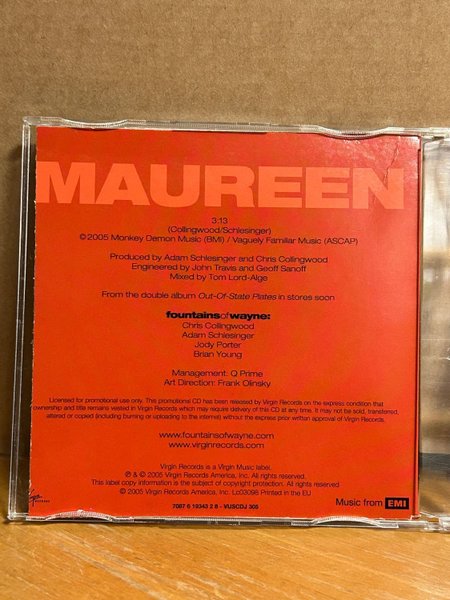 MAUREEN
3.13
(Collingwood/Schlesinger)
©2005 Monkey Demon Music (BMI) / Vaguely Familiar Music (ASCAP)
Produced by Adam Schlesinger and Chris Collingwood
Engineered by John Travis and Geoff Sanoff
Mixed by Tom Lord-Alge
From the double album Out-Of-State Plates in stores soon
fountainsofwayne:
Chris Collingwood
Adam Schlesinger
Jody Porter
Brian Young
Management: Q Prime
Art Direction: Frank Olinsky
Licensed for promotional use only. This promotional CD has been released by Virgin Records on the express condition that
ownership and title remains vested in Virgin Records which may require delivery of this CD at any time. It may not be sold, transferred,
altered or copied (including burning or uploading to the internet) without the express prior written approval of Virgin Records.
www.fountainsofwayne.com
www.virginrecords.com
Virgin Records is a Virgin Music label.
℗ & © 2005 Virgin Records America, Inc. All rights reserved.
This label copy information is the subject of copyright protection. All rights reserved
© 2005 Virgin Records America, Inc. Lc03098 Printed in the EU
7087 6 19343 2 8 - VUSCDJ 305
Music from EMI